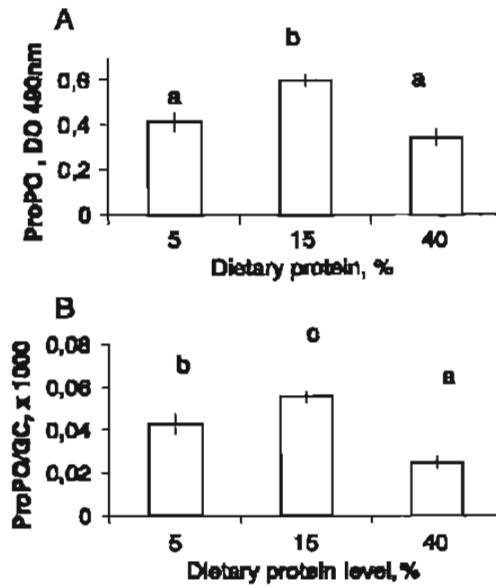 A
b
a
a
ProPO, DO 490nm
0,6
0,4
0,2
0
5 15 40
Dietary protein, %
B
c
b
a
ProPO/GC, x 1000
0,08
0,06
0,04
0,02
0
5 15 40
Dietary protein level, %